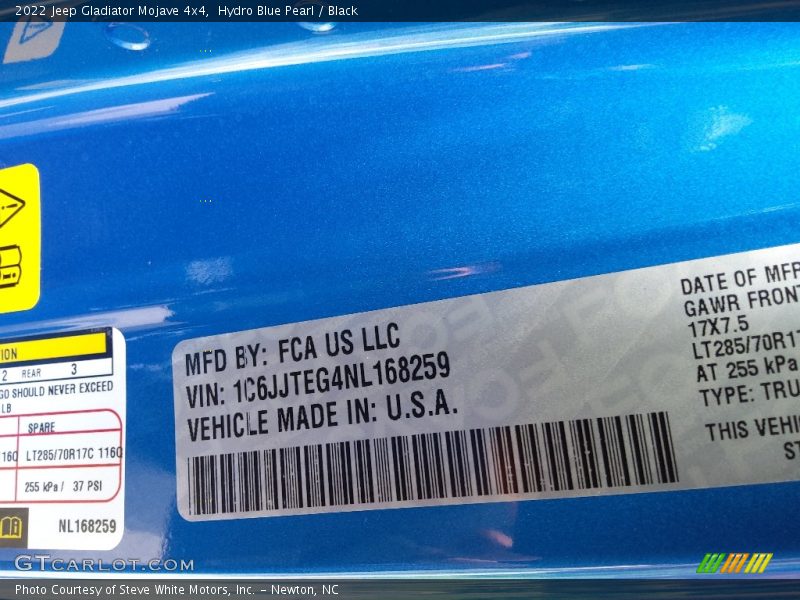 2022 Jeep Gladiator Mojave 4x4, Hydro Blue Pearl / Black
MFD BY: FCA US LLC
VIN: 1C6JJTEG4NL168259
VEHICLE MADE IN: U.S.A.
DATE OF MFR
GAWR FRONT
17X7.5
LT285/70R17
AT 255 kPa
TYPE: TRU
THIS VEHI
ST
ION
2 REAR 3
GO SHOULD NEVER EXCEED
LB
SPARE
116Q LT285/70R17C 116Q
255 kPa / 37 PSI
NL168259
GTCARLOT.COM
Photo Courtesy of Steve White Motors, Inc. – Newton, NC